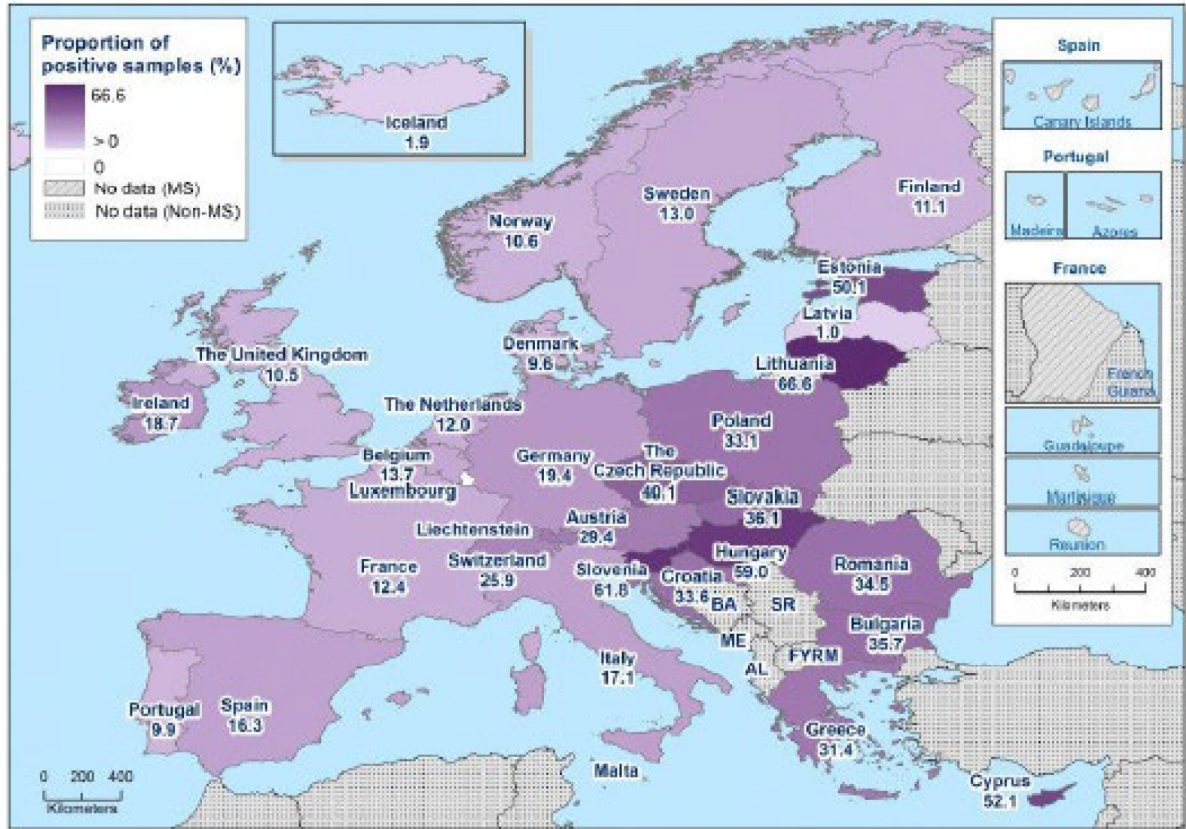 Proportion of
positive samples (%)
66.6
> 0
0
No data (MS)
No data (Non-MS)
Iceland
1.9
Norway
10.6
Sweden
13.0
Finland
11.1
Estonia
50.1
Latvia
1.0
Lithuania
66.6
Denmark
9.6
The United Kingdom
10.5
Ireland
18.7
The Netherlands
12.0
Belgium
13.7
Luxembourg
Germany
19.4
Poland
33.1
The
Czech Republic
40.1
Slovakia
36.1
Liechtenstein
Austria
29.4
France
12.4
Switzerland
25.9
Slovenia
61.8
Hungary
59.0
Croatia
33.6
Romania
34.5
BA
SR
ME
AL
FYRM
Bulgaria
35.7
Italy
17.1
Portugal
9.9
Spain
16.3
Greece
31.4
Malta
Cyprus
52.1
0 200 400
Kilometers
Spain
Canary Islands
Portugal
Madeira
Azores
France
French
Guiana
Guadaloupe
Martinique
Reunion
0 200 400
Kilometers